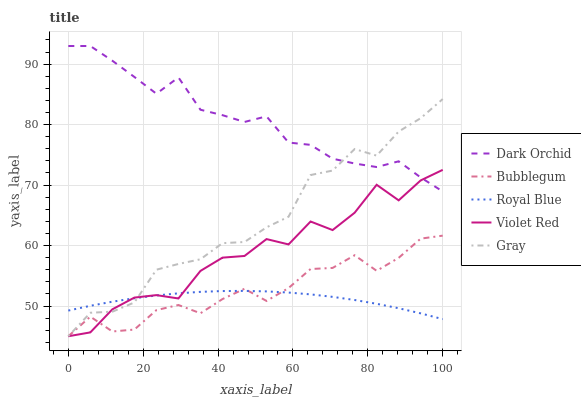 title
yaxis_label
90
80
70
60
50
0
20
40
60
80
100
xaxis_label
Dark Orchid
Bubblegum
Royal Blue
Violet Red
Gray